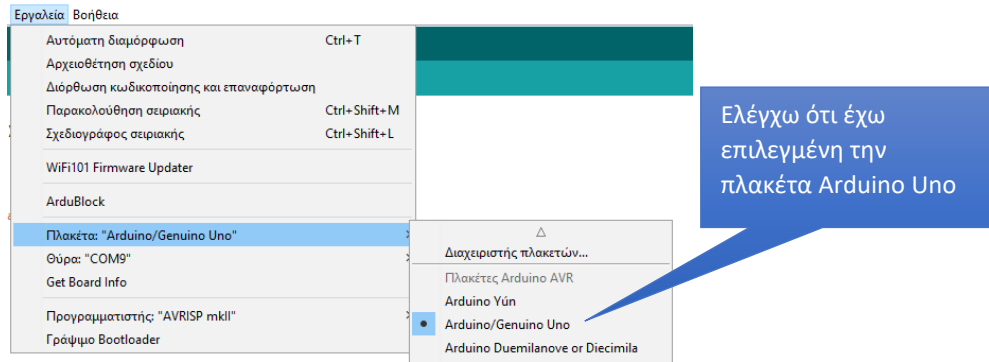 Εργαλεία Βοήθεια
Αυτόματη διαμόρφωση Ctrl+T
Αρχειοθέτηση σχεδίου
Διόρθωση κωδικοποίησης και επαναφόρτωση
Παρακολούθηση σειριακής Ctrl+Shift+M
Σχεδιογράφος σειριακής Ctrl+Shift+L
WiFi101 Firmware Updater
ArduBlock
Πλακέτα: "Arduino/Genuino Uno"
Θύρα: "COM9"
Get Board Info
Προγραμματιστής: "AVRISP mkII"
Γράψιμο Bootloader
Διαχειριστής πλακετών...
Πλακέτες Arduino AVR
Arduino Yún
Arduino/Genuino Uno
Arduino Duemilanove or Diecimila
Ελέγχω ότι έχω
επιλεγμένη την
πλακέτα Arduino Uno